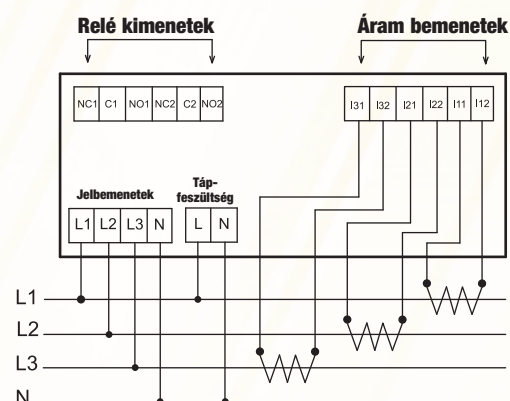 Relé kimenetek Áram bemenetek
NC1 C1 NO1 NC2 C2 NO2 I31 I32 I21 I22 I11 I12
Táp-
Jelbemenetek feszültség
L1 L2 L3 N L N
L1
L2
L3
N